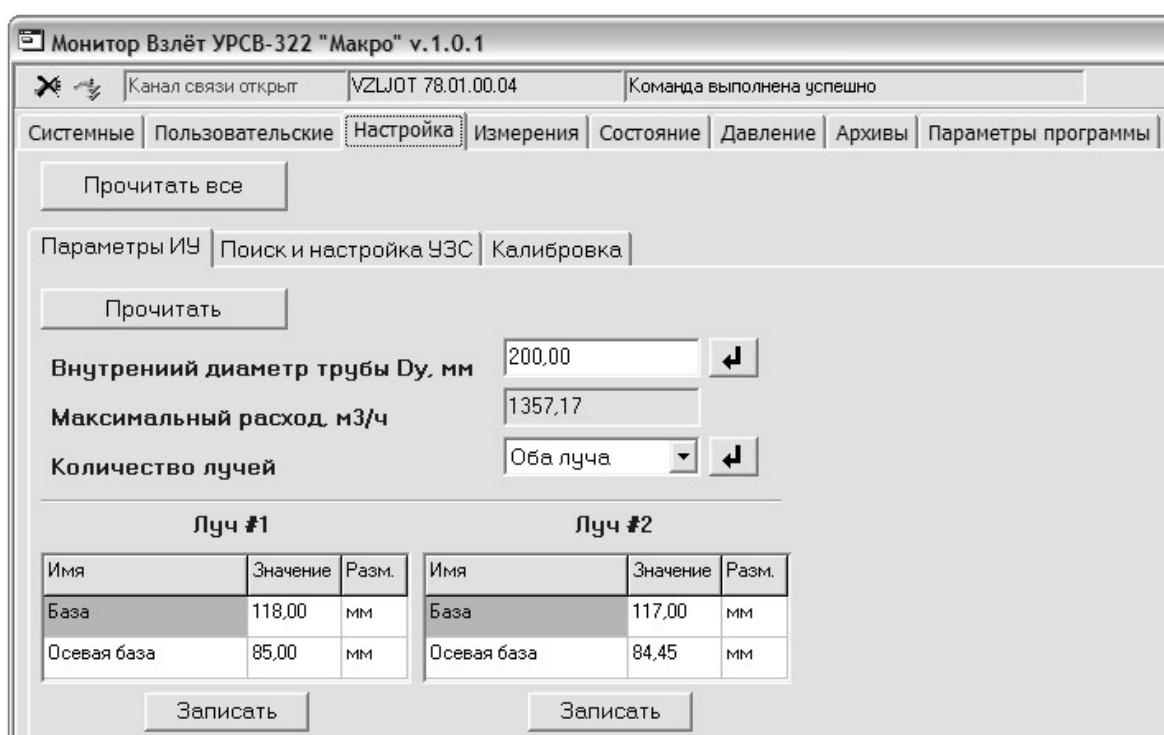 Монитор Взлёт УРСВ-322 "Макро" v.1.0.1
Канал связи открыт VZLJOT 78.01.00.04 Команда выполнена успешно
Системные Пользовательские Настройка Измерения Состояние Давление Архивы Параметры программы
Прочитать все
Параметры ИУ Поиск и настройка УЗС Калибровка
Прочитать
Внутрениий диаметр трубы Dy, мм 200,00
Максимальный расход, м3/ч 1357,17
Количество лучей Оба луча
Луч #1 Луч #2
Имя Значение Разм. Имя Значение Разм.
База 118,00 мм База 117,00 мм
Осевая база 85,00 мм Осевая база 84,45 мм
Записать Записать